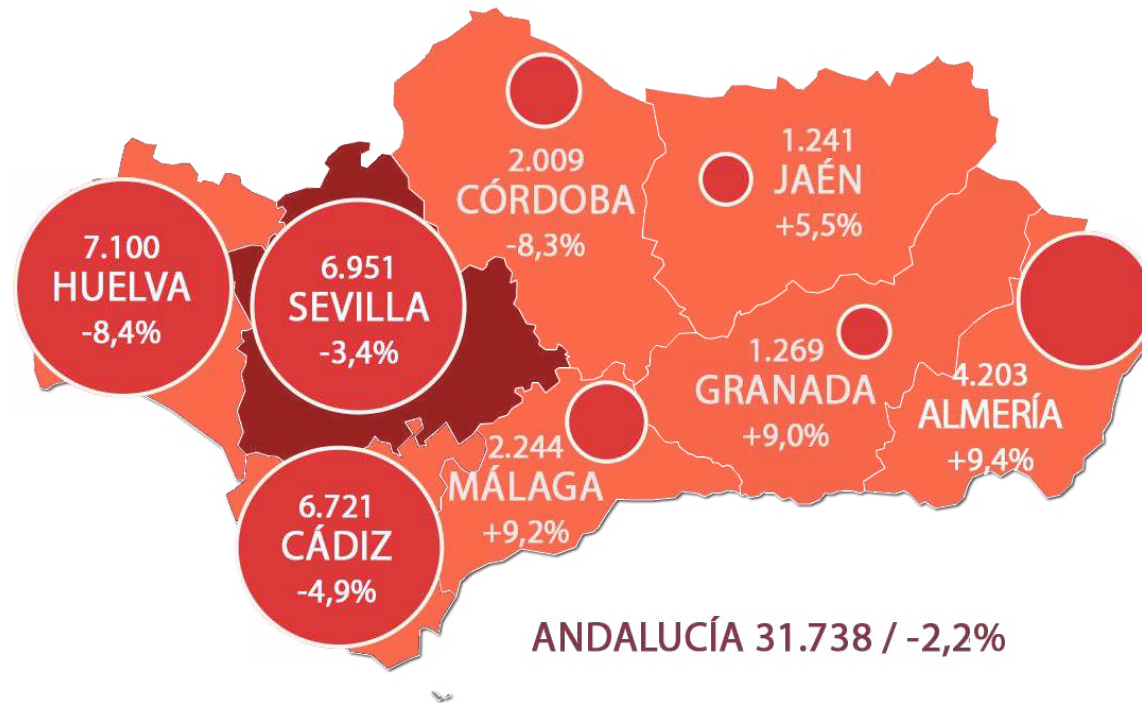 2.009
CÓRDOBA
-8,3%
1.241
JAÉN
+5,5%
7.100
HUELVA
-8,4%
6.951
SEVILLA
-3,4%
1.269
GRANADA
+9,0%
4.203
ALMERÍA
+9,4%
2.244
MÁLAGA
+9,2%
6.721
CÁDIZ
-4,9%
ANDALUCÍA 31.738 / -2,2%